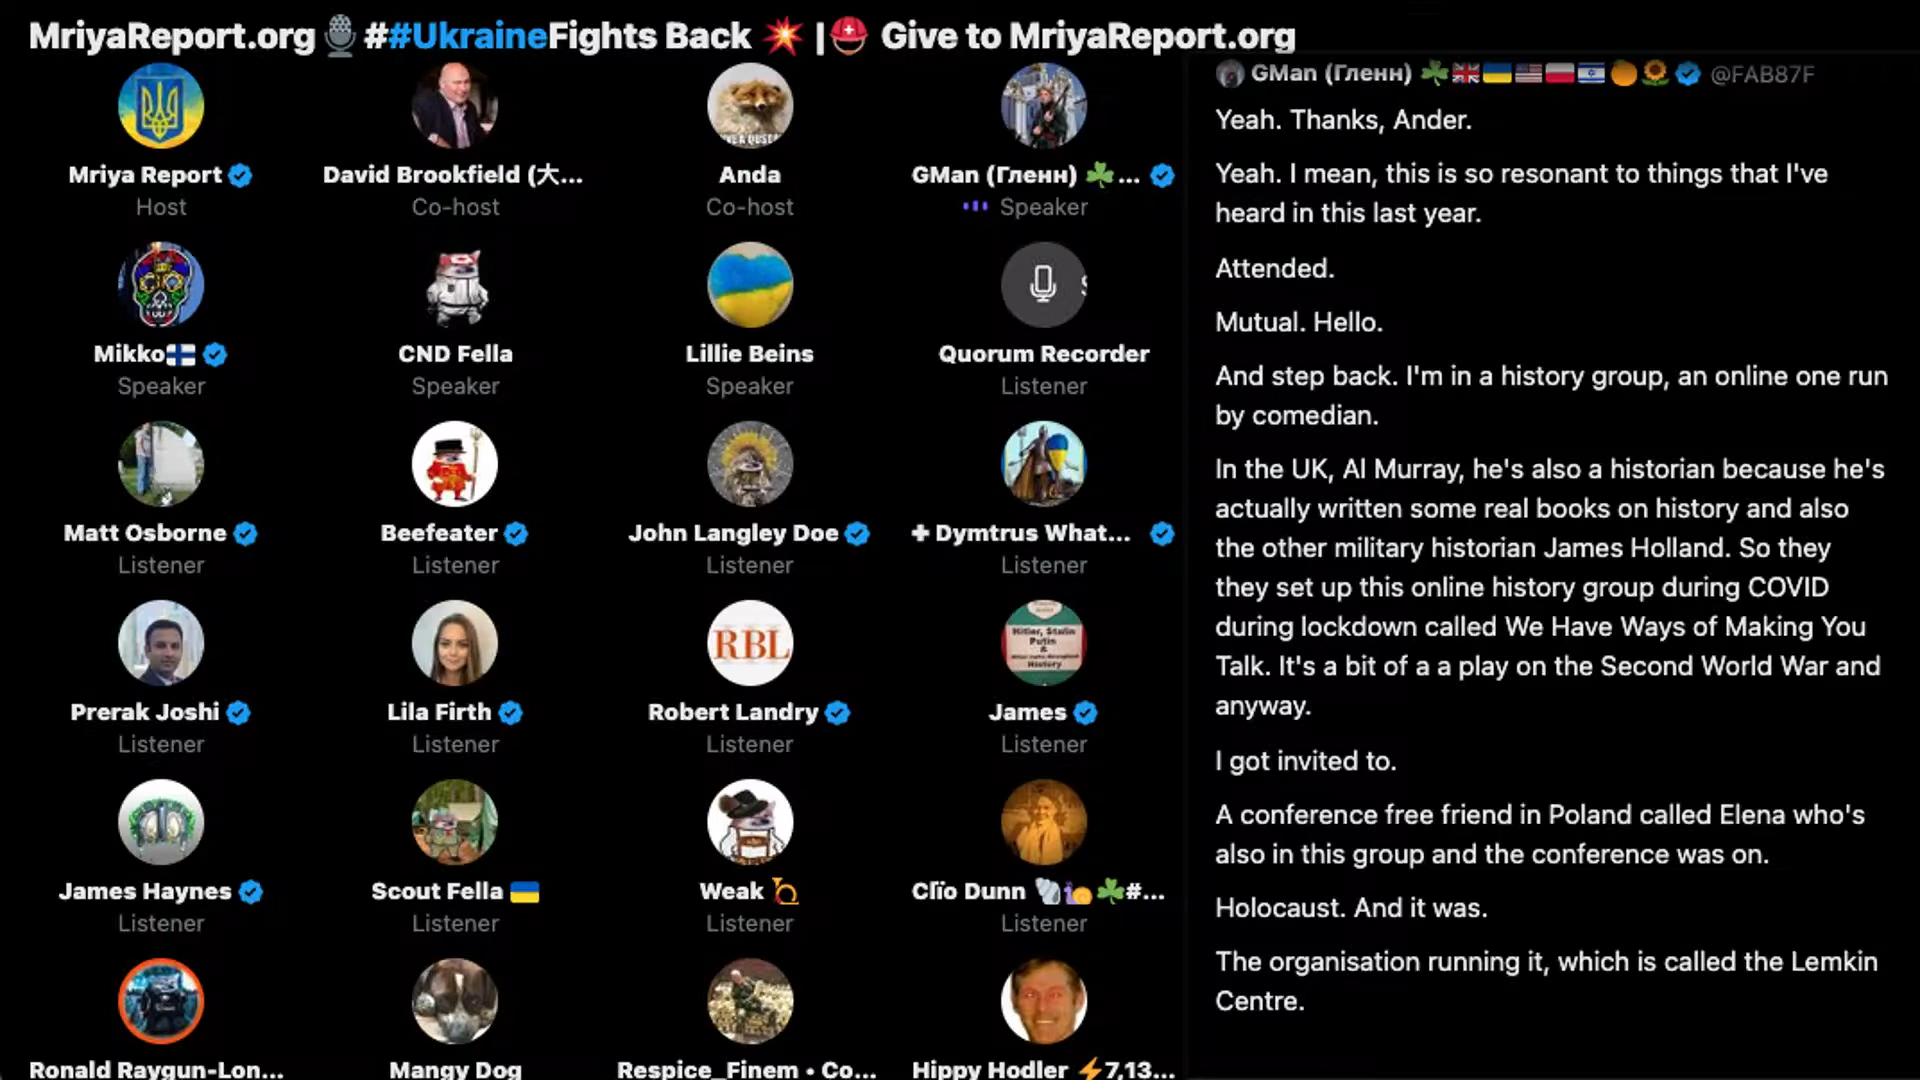 MriyaReport.org🎙️##UkraineFights Back 💥 |⛑️ Give to MriyaReport.org
Mriya Report
Host
David Brookfield (大...
Co-host
Anda
Co-host
GMan (Гленн) ☘️...
Speaker
Mikko🇫🇮
Speaker
CND Fella
Speaker
Lillie Beins
Speaker
Quorum Recorder
Listener
Matt Osborne
Listener
Beefeater
Listener
John Langley Doe
Listener
✚ Dymtrus What...
Listener
Prerak Joshi
Listener
Lila Firth
Listener
RBL
Robert Landry
Listener
Hitler, Stalin
Putin
&
History
James
Listener
James Haynes
Listener
Scout Fella 🇺🇦
Listener
Weak
Listener
Clïo Dunn 🐚🐌☘️#...
Listener
Ronald Raygun-Lon...
Mangy Dog
Respice_Finem • Co...
Hippy Hodler ⚡7,13...
GMan (Гленн) ☘️🇬🇧🇺🇦🇺🇸🇵🇱🇮🇱🍊🌻 @FAB87F
Yeah. Thanks, Ander.
Yeah. I mean, this is so resonant to things that I've
heard in this last year.
Attended.
Mutual. Hello.
And step back. I'm in a history group, an online one run
by comedian.
In the UK, Al Murray, he's also a historian because he's
actually written some real books on history and also
the other military historian James Holland. So they
they set up this online history group during COVID
during lockdown called We Have Ways of Making You
Talk. It's a bit of a a play on the Second World War and
anyway.
I got invited to.
A conference free friend in Poland called Elena who's
also in this group and the conference was on.
Holocaust. And it was.
The organisation running it, which is called the Lemkin
Centre.